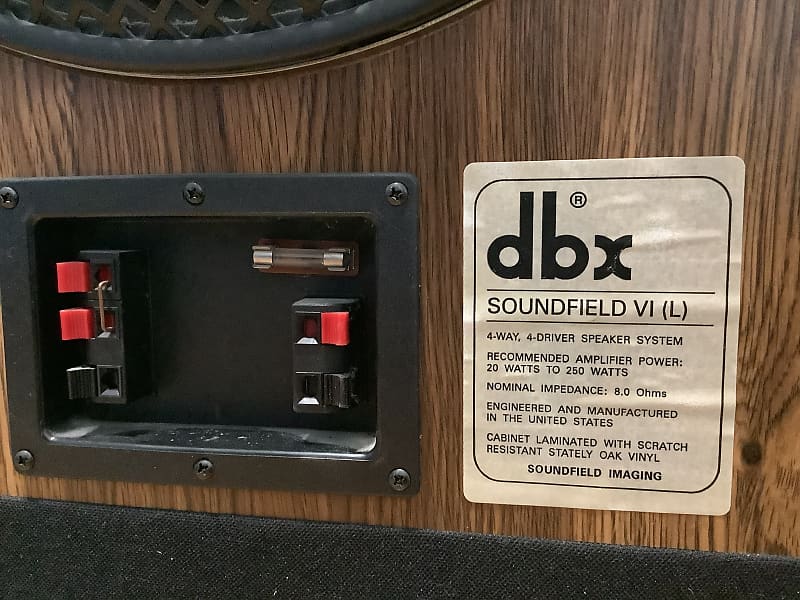 dbx®
SOUNDFIELD VI (L)
4-WAY, 4-DRIVER SPEAKER SYSTEM
RECOMMENDED AMPLIFIER POWER:
20 WATTS TO 250 WATTS
NOMINAL IMPEDANCE: 8.0 Ohms
ENGINEERED AND MANUFACTURED
IN THE UNITED STATES
CABINET LAMINATED WITH SCRATCH
RESISTANT STATELY OAK VINYL
SOUNDFIELD IMAGING